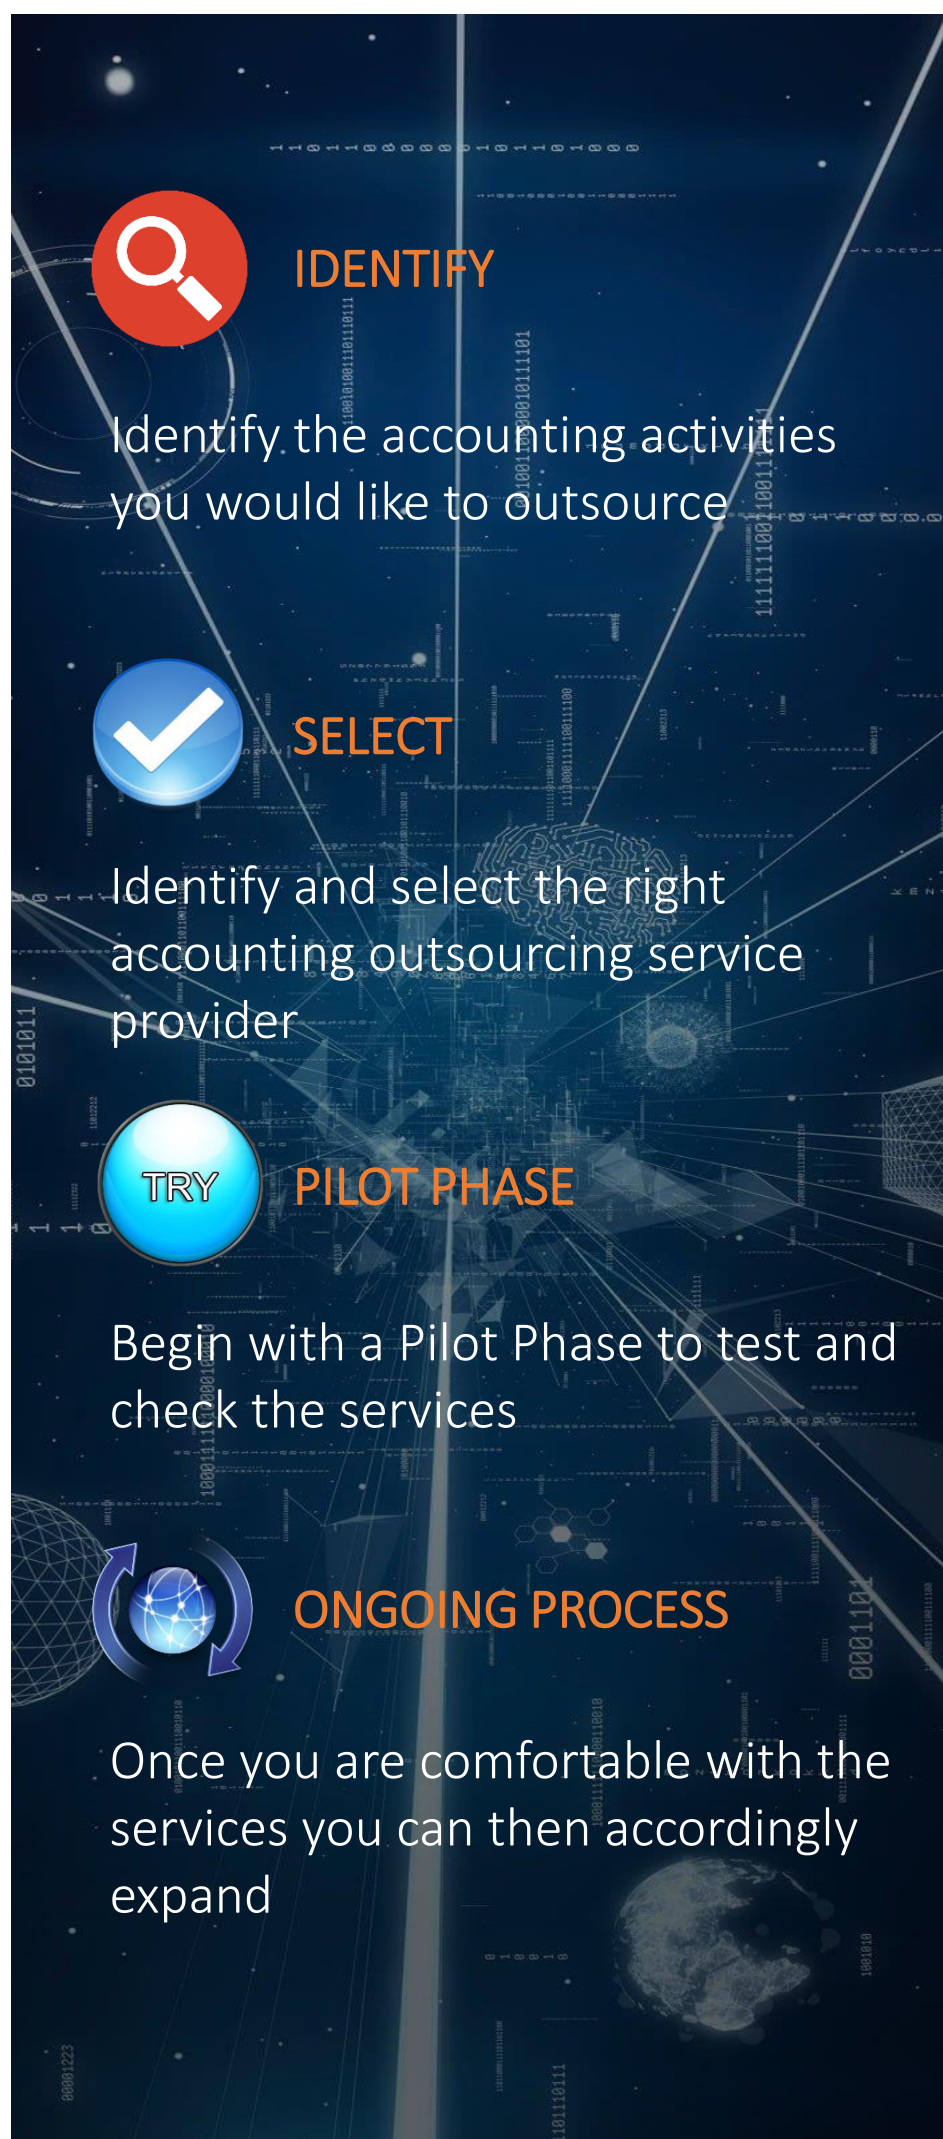 IDENTIFY
Identify the accounting activities
you would like to outsource
SELECT
Identify and select the right
accounting outsourcing service
provider
TRY
PILOT PHASE
Begin with a Pilot Phase to test and
check the services
ONGOING PROCESS
Once you are comfortable with the
services you can then accordingly
expand